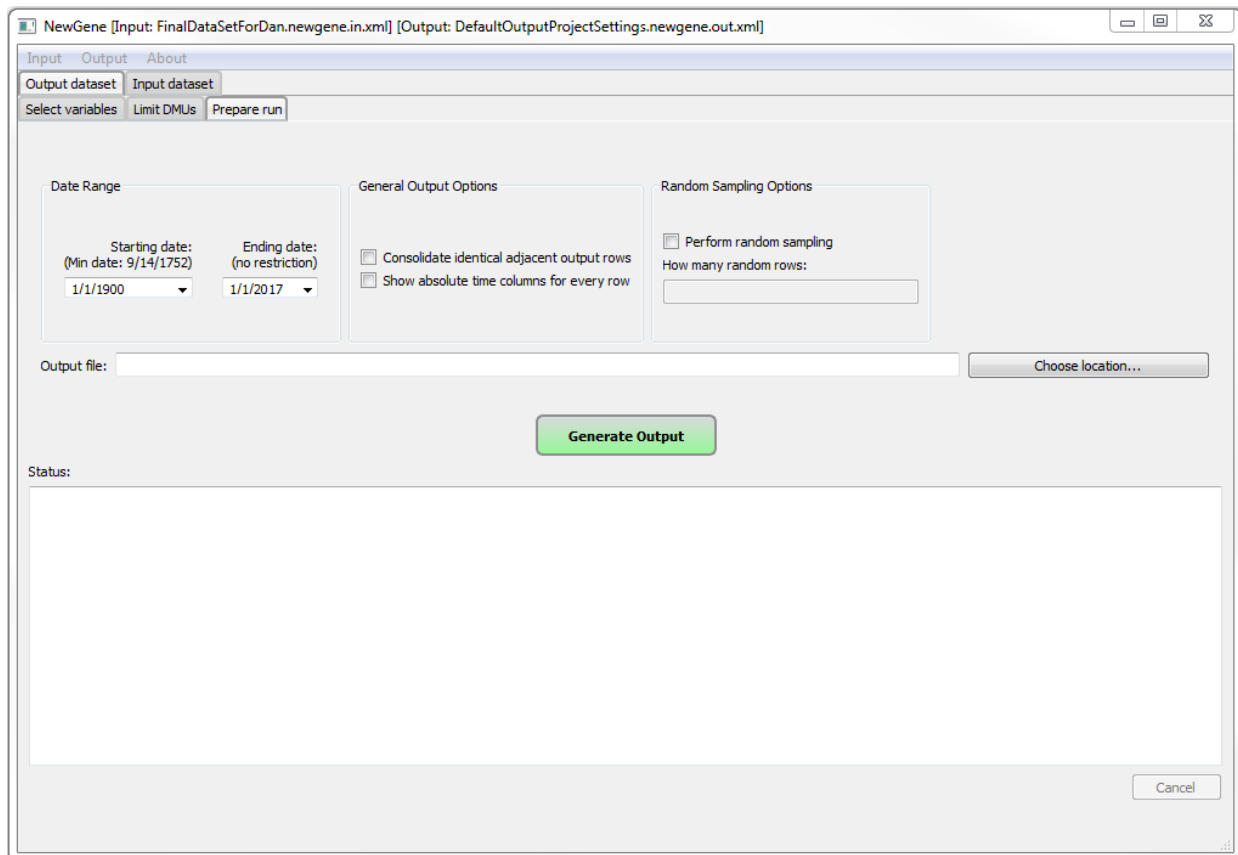 NewGene [Input: FinalDataSetForDan.newgene.in.xml] [Output: DefaultOutputProjectSettings.newgene.out.xml]
Input Output About
Output dataset Input dataset
Select variables Limit DMUs Prepare run
Date Range
Starting date:
(Min date: 9/14/1752)
1/1/1900
Ending date:
(no restriction)
1/1/2017
General Output Options
Consolidate identical adjacent output rows
Show absolute time columns for every row
Random Sampling Options
Perform random sampling
How many random rows:
Output file:
Choose location...
Generate Output
Status:
Cancel